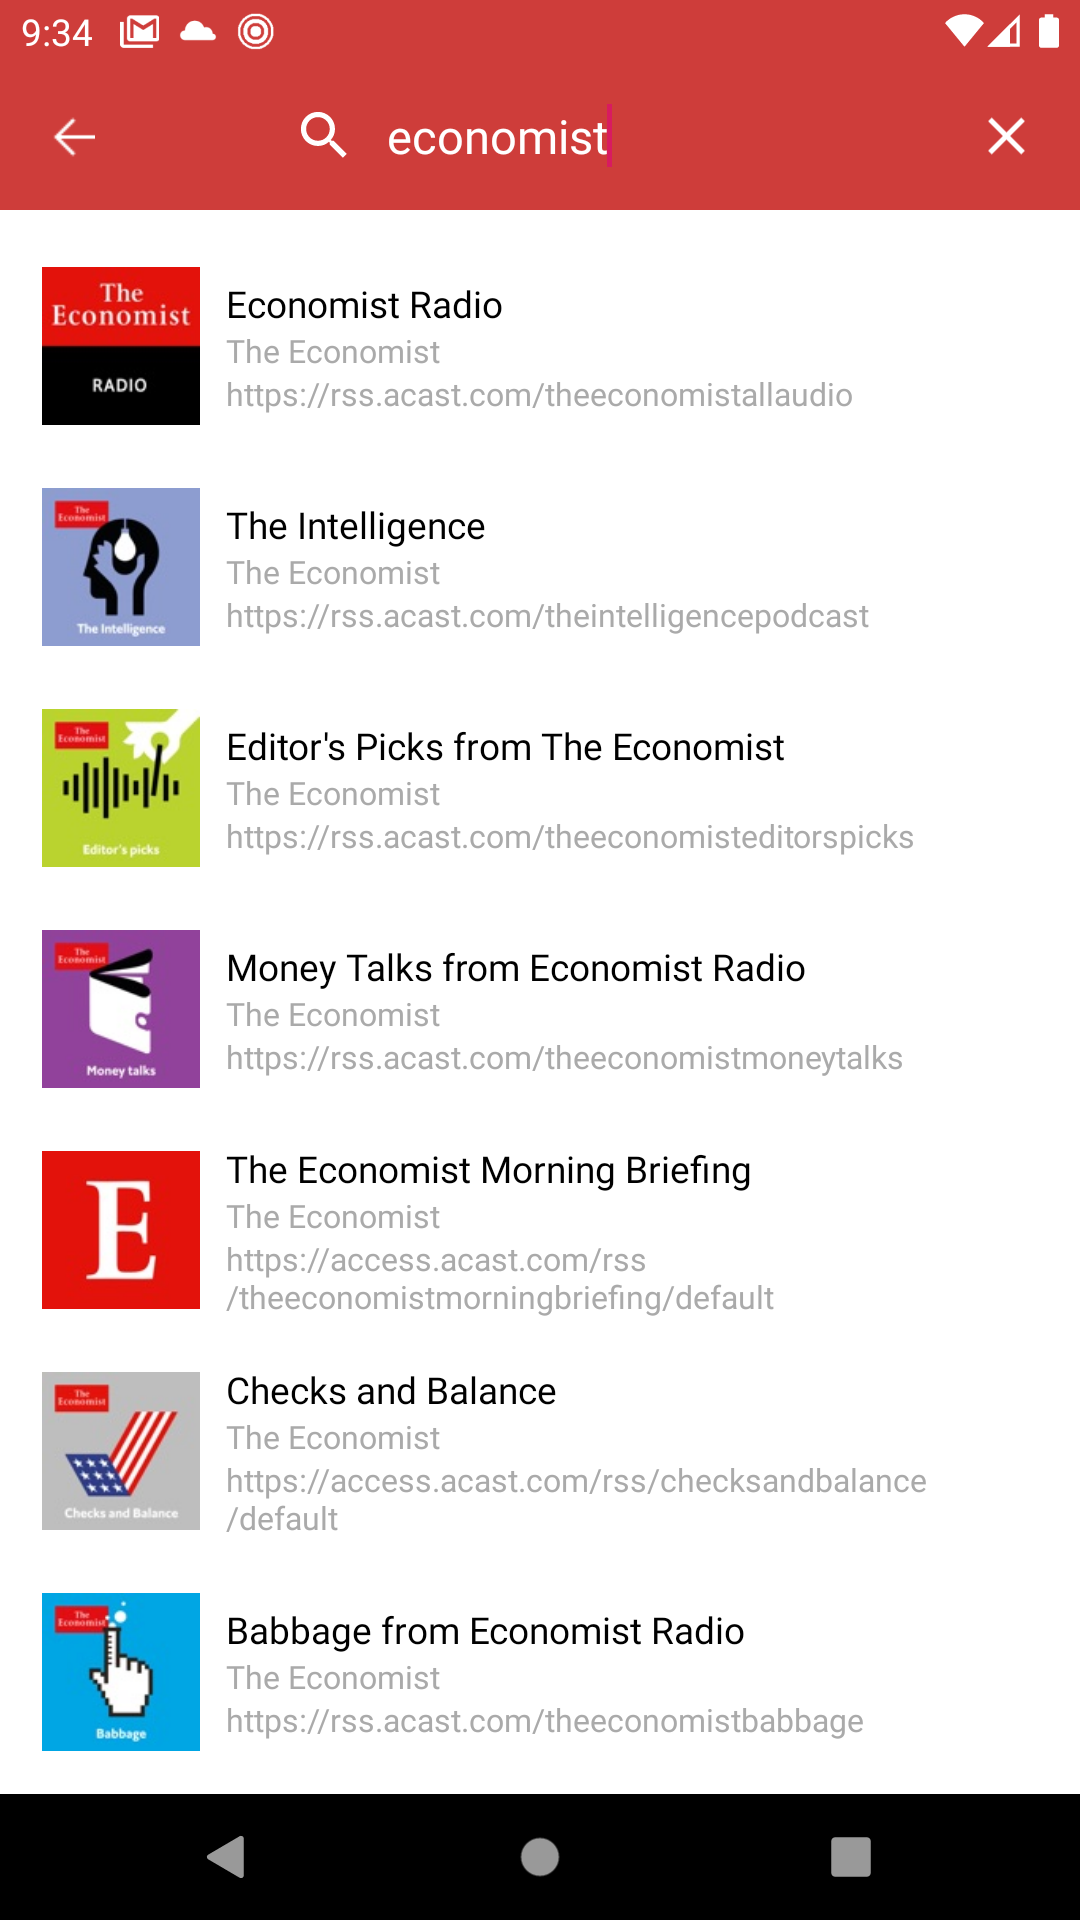 9:34
economist
The
Economist
RADIO
Economist Radio
The Economist
https://rss.acast.com/theeconomistallaudio
The
Economist
The Intelligence
The Intelligence
The Economist
https://rss.acast.com/theintelligencepodcast
The
Economist
Editor's picks
Editor's Picks from The Economist
The Economist
https://rss.acast.com/theeconomisteditorspicks
The
Economist
Money talks
Money Talks from Economist Radio
The Economist
https://rss.acast.com/theeconomistmoneytalks
E
The Economist Morning Briefing
The Economist
https://access.acast.com/rss
/theeconomistmorningbriefing/default
The
Economist
Checks and Balance
Checks and Balance
The Economist
https://access.acast.com/rss/checksandbalance
/default
The
Economist
Babbage
Babbage from Economist Radio
The Economist
https://rss.acast.com/theeconomistbabbage